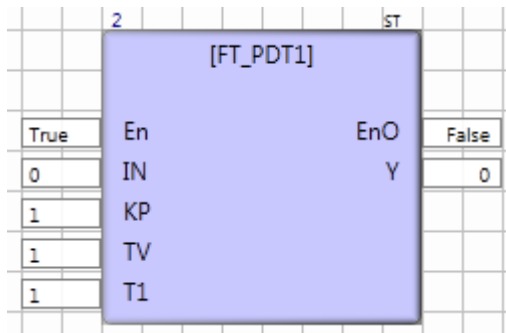 2 ST
[FT_PDT1]
True En EnO False
0 IN Y 0
1 KP
1 TV
1 T1